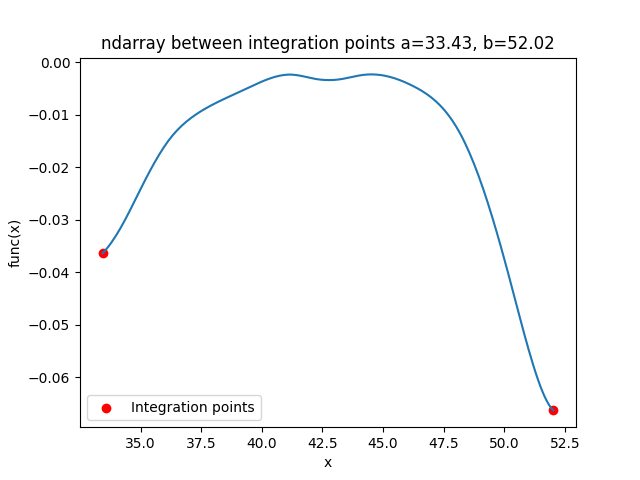 ndarray between integration points a=33.43, b=52.02
0.00
−0.01
−0.02
−0.03
−0.04
−0.05
−0.06
func(x)
Integration points
35.0 37.5 40.0 42.5 45.0 47.5 50.0 52.5
x